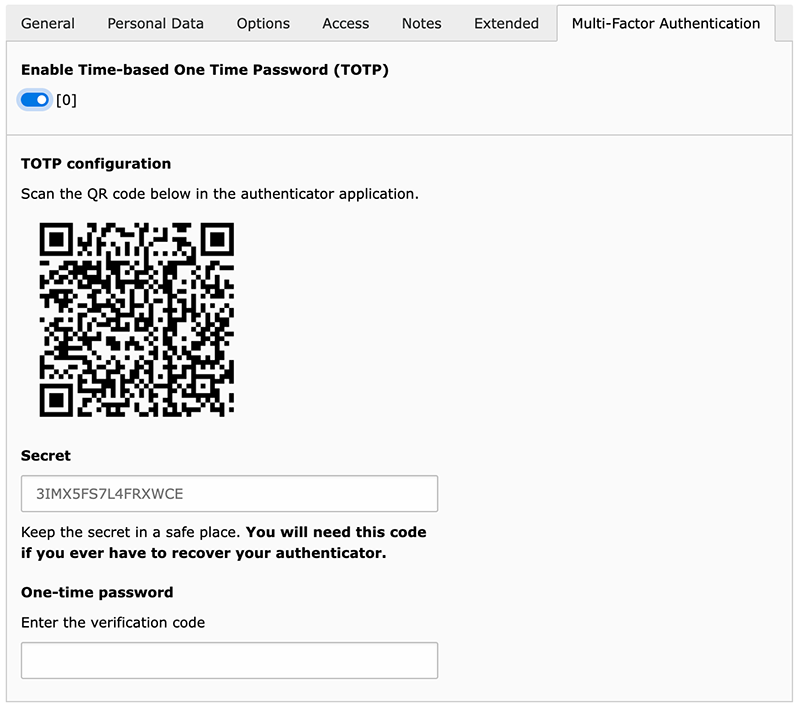 General Personal Data Options Access Notes Extended Multi-Factor Authentication
Enable Time-based One Time Password (TOTP)
[0]
TOTP configuration
Scan the QR code below in the authenticator application.
Secret
3IMX5FS7L4FRXWCE
Keep the secret in a safe place. You will need this code
if you ever have to recover your authenticator.
One-time password
Enter the verification code